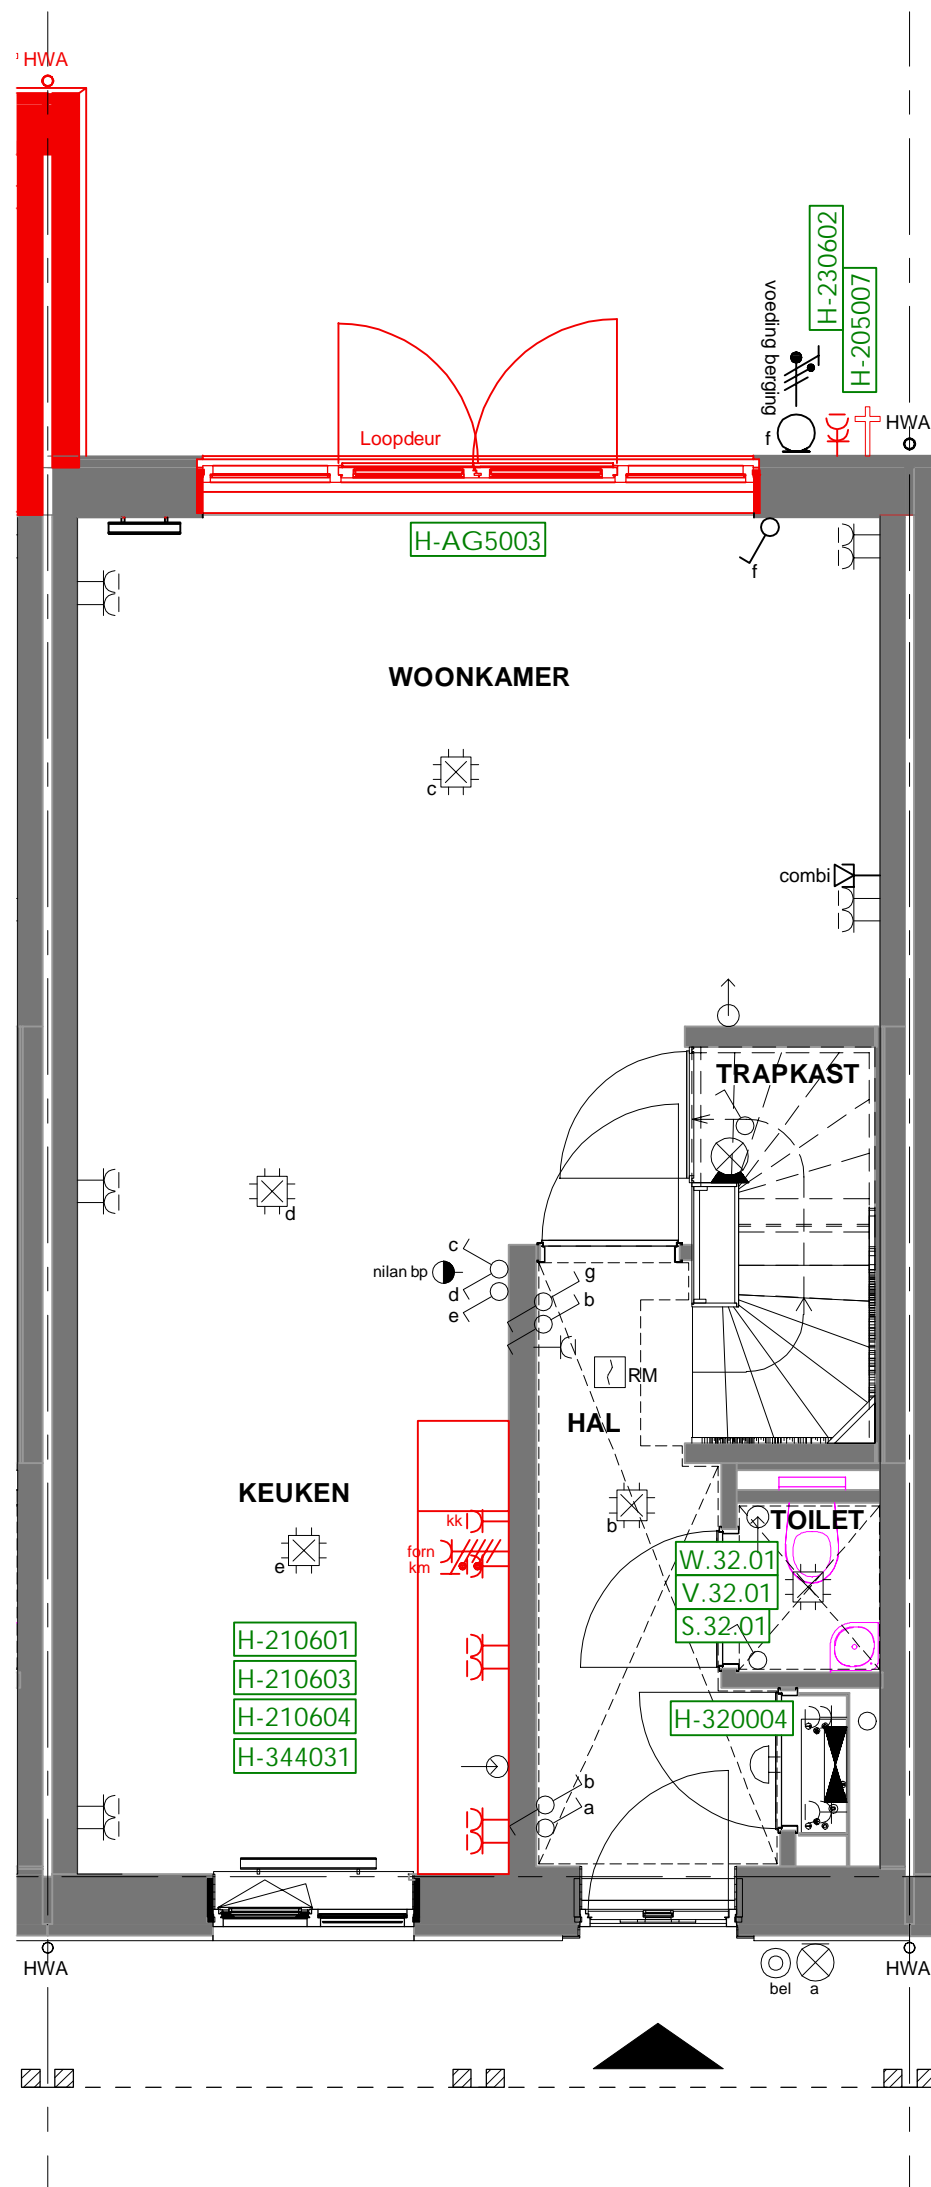 HWA
H-230602
H-205007
voeding berging
f
HWA
Loopdeur
H-AG5003
f
WOONKAMER
c
combi
TRAPKAST
d
c
nilan bp
d
e
g
b
RM
HAL
KEUKEN
kk
b
TOILET
forn
km
e
W.32.01
V.32.01
S.32.01
H-210601
H-210603
H-210604
H-344031
H-320004
b
a
HWA
bel
a
HWA